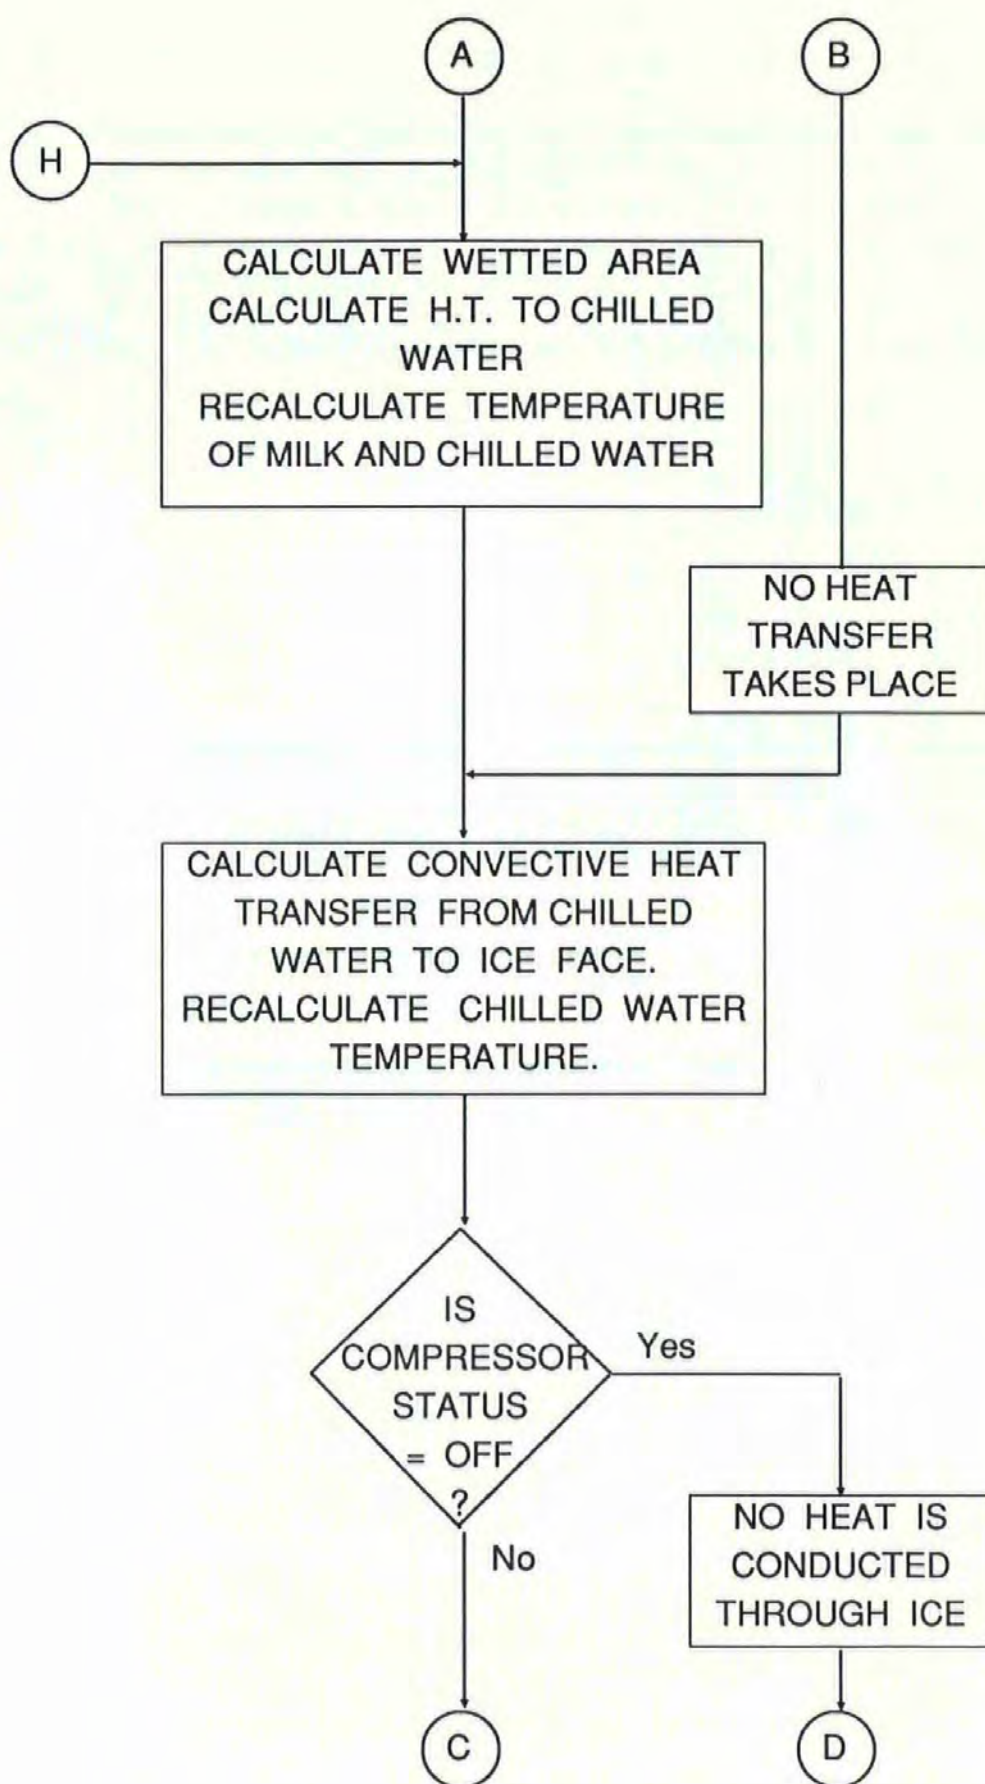 A
B
H
CALCULATE WETTED AREA
CALCULATE H.T. TO CHILLED
WATER
RECALCULATE TEMPERATURE
OF MILK AND CHILLED WATER
NO HEAT
TRANSFER
TAKES PLACE
CALCULATE CONVECTIVE HEAT
TRANSFER FROM CHILLED
WATER TO ICE FACE.
RECALCULATE CHILLED WATER
TEMPERATURE.
IS
COMPRESSOR
STATUS
= OFF
?
Yes
No
NO HEAT IS
CONDUCTED
THROUGH ICE
C
D